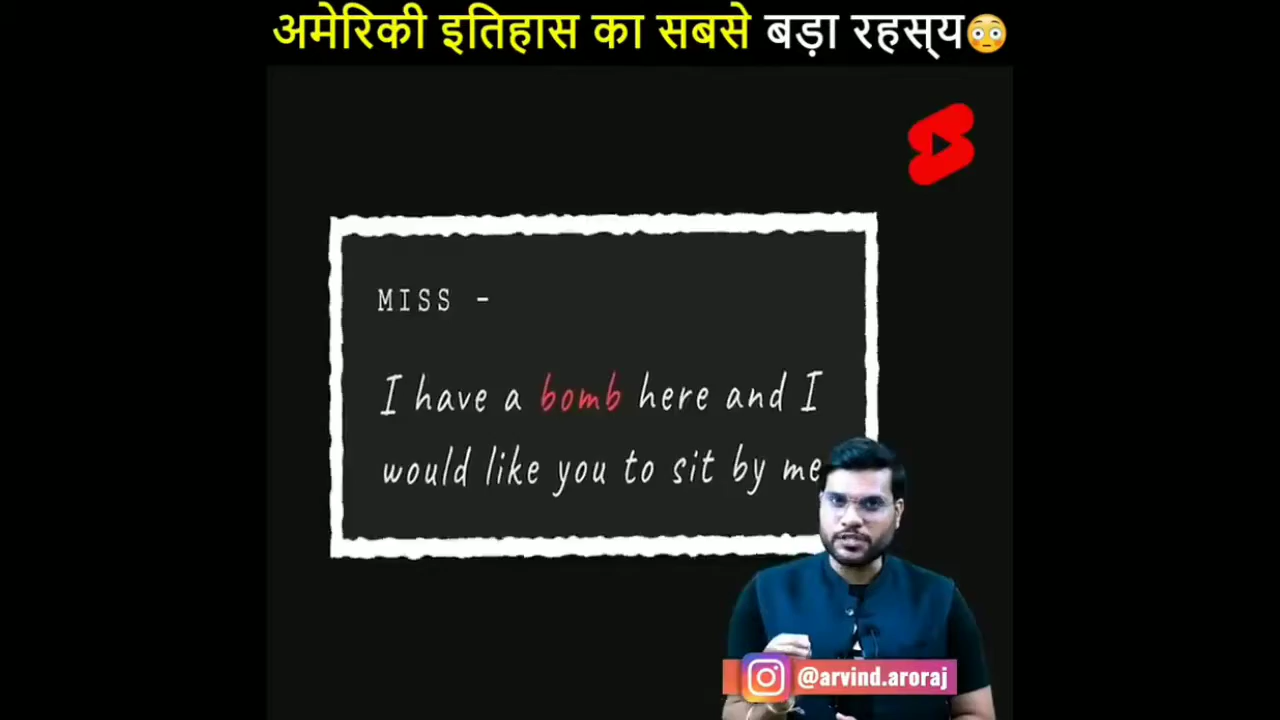 अमेरिकी इतिहास का सबसे बड़ा रहस्य😳
MISS -
I have a bomb here and I
would like you to sit by me
@arvind.aroraj